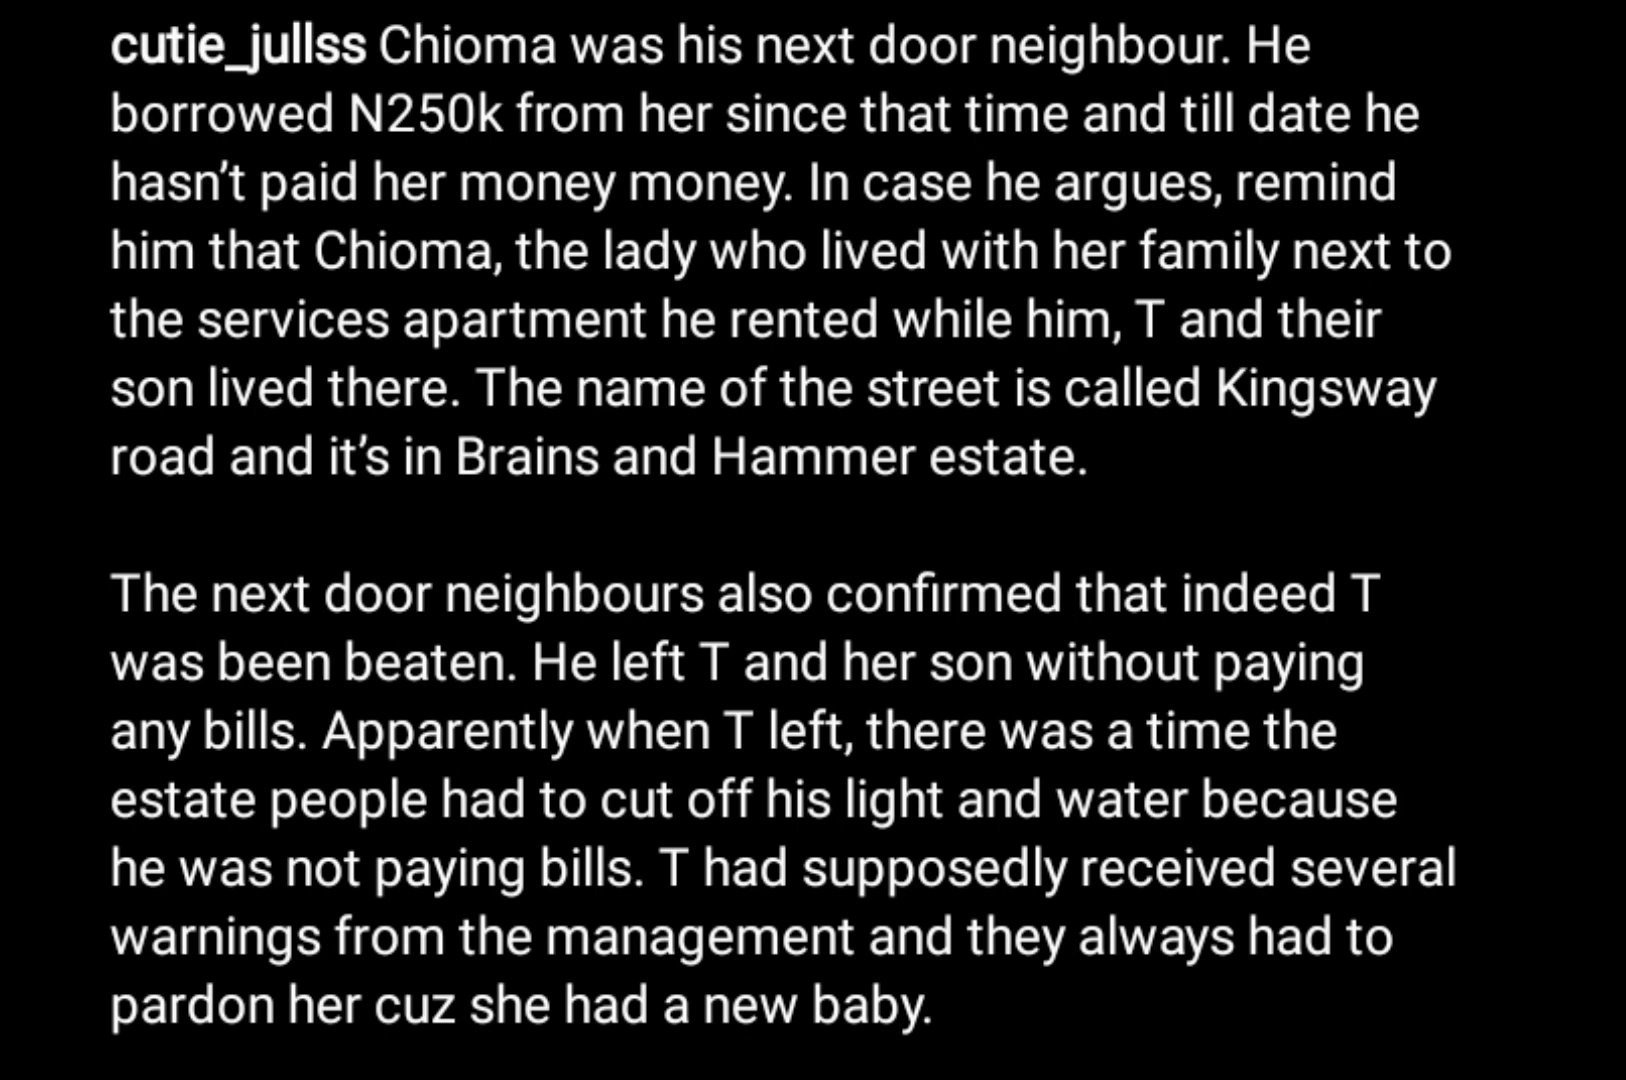 cutie_jullss Chioma was his next door neighbour. He
borrowed N250k from her since that time and till date he
hasn’t paid her money money. In case he argues, remind
him that Chioma, the lady who lived with her family next to
the services apartment he rented while him, T and their
son lived there. The name of the street is called Kingsway
road and it’s in Brains and Hammer estate.
The next door neighbours also confirmed that indeed T
was been beaten. He left T and her son without paying
any bills. Apparently when T left, there was a time the
estate people had to cut off his light and water because
he was not paying bills. T had supposedly received several
warnings from the management and they always had to
pardon her cuz she had a new baby.